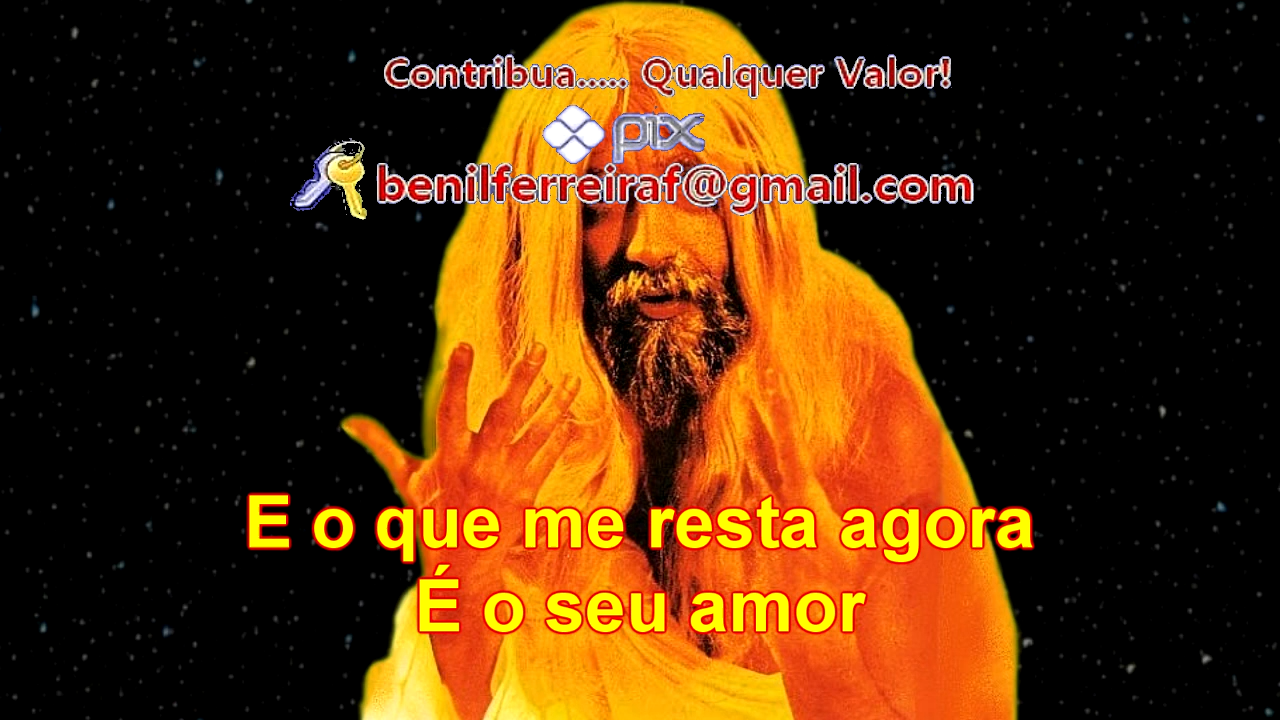 Contribua..... Qualquer Valor!
pix
benilferreiraf@gmail.com
E o que me resta agora
É o seu amor